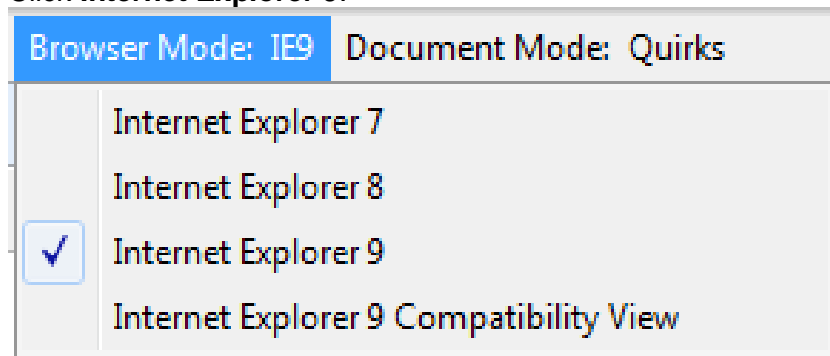 Browser Mode: IE9 Document Mode: Quirks
Internet Explorer 7
Internet Explorer 8
Internet Explorer 9
Internet Explorer 9 Compatibility View